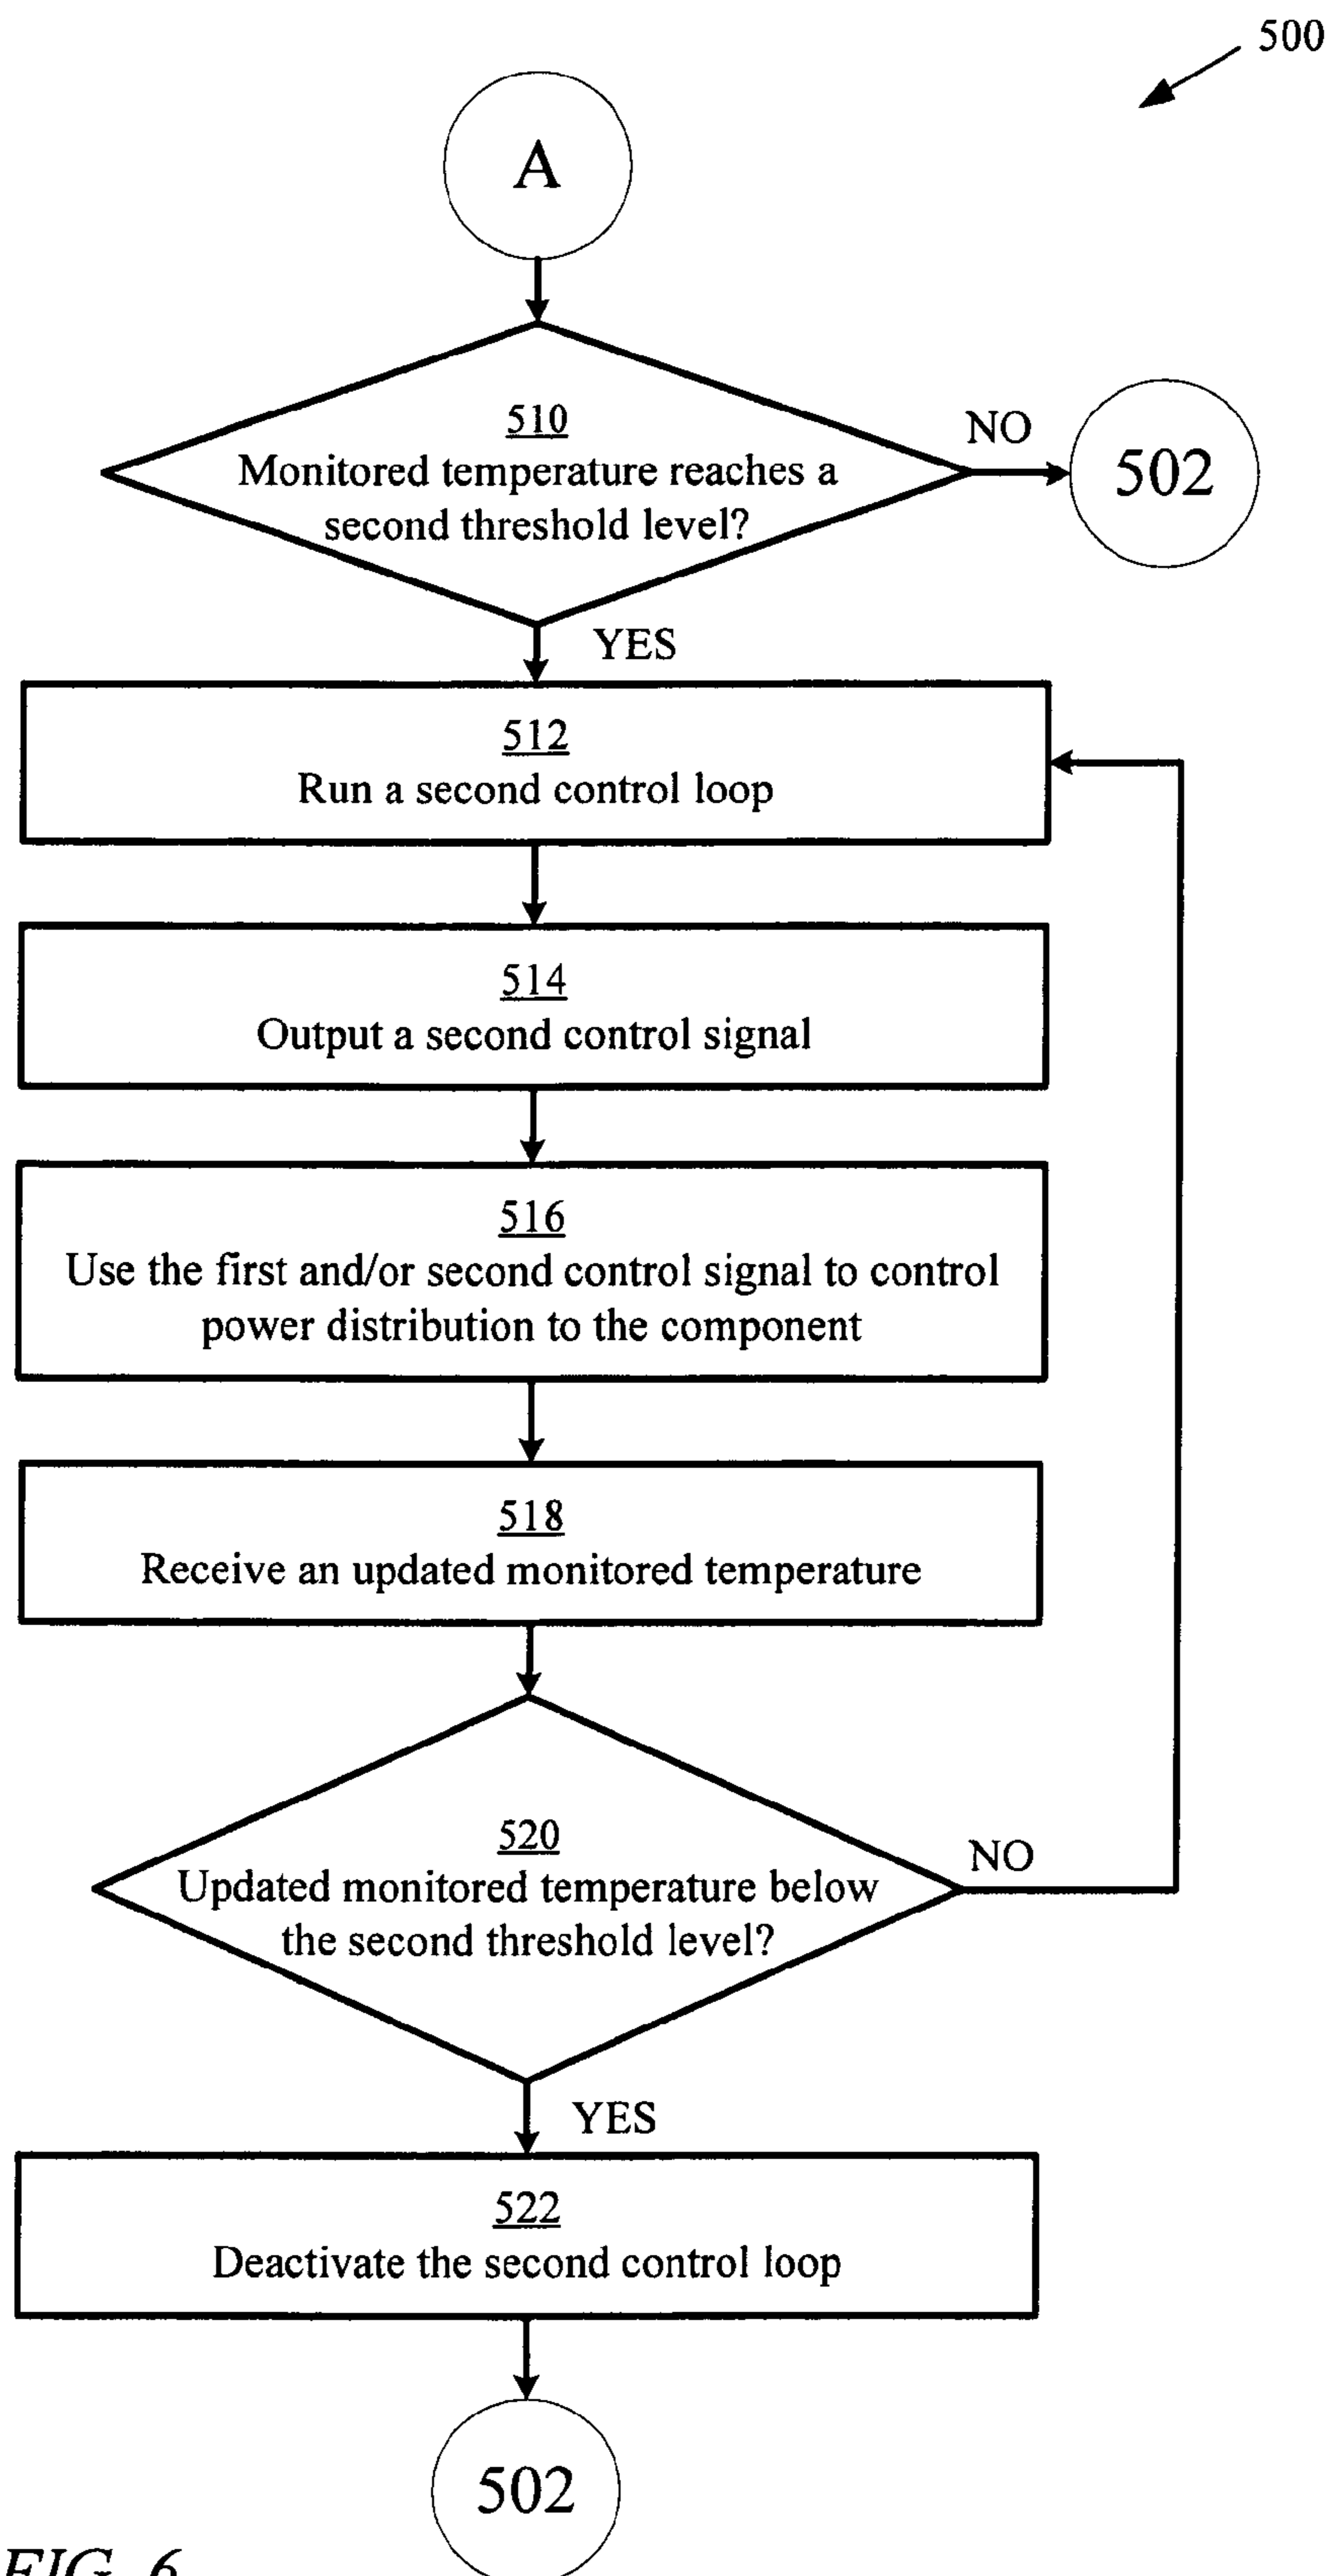 500
A
510
Monitored temperature reaches a
second threshold level?
NO
502
YES
512
Run a second control loop
514
Output a second control signal
516
Use the first and/or second control signal to control
power distribution to the component
518
Receive an updated monitored temperature
520
Updated monitored temperature below
the second threshold level?
NO
YES
522
Deactivate the second control loop
502
FIG. 6